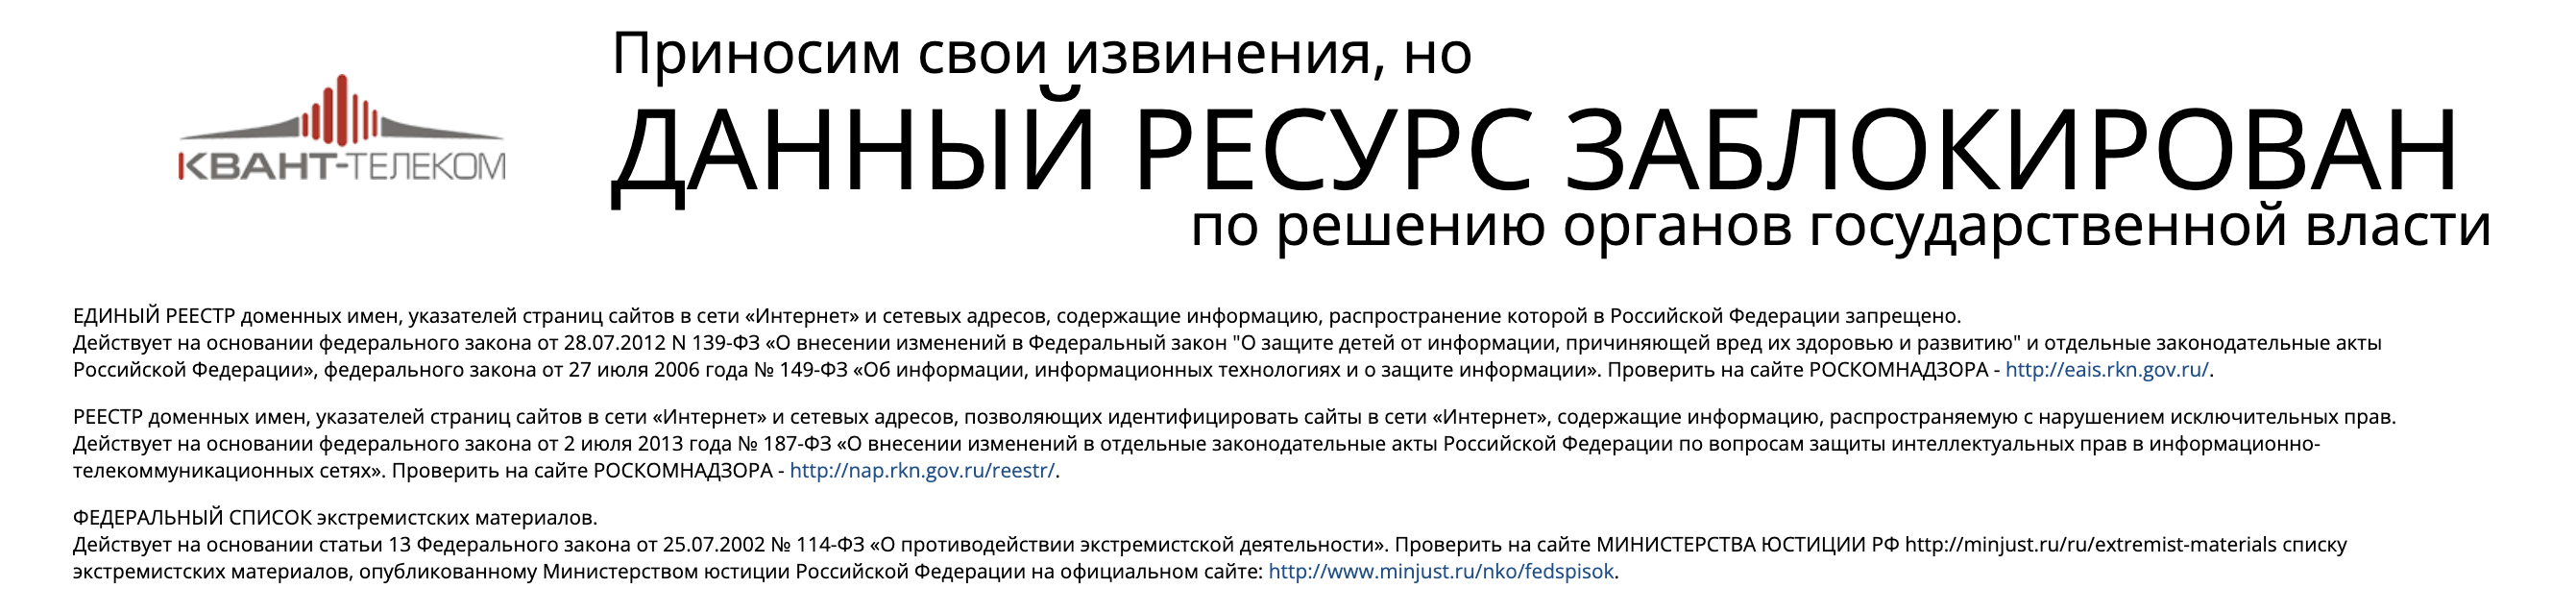 КВАНТ-ТЕЛЕКОМ
Приносим свои извинения, но
ДАННЫЙ РЕСУРС ЗАБЛОКИРОВАН
по решению органов государственной власти
ЕДИНЫЙ РЕЕСТР доменных имен, указателей страниц сайтов в сети «Интернет» и сетевых адресов, содержащие информацию, распространение которой в Российской Федерации запрещено.
Действует на основании федерального закона от 28.07.2012 N 139-ФЗ «О внесении изменений в Федеральный закон "О защите детей от информации, причиняющей вред их здоровью и развитию" и отдельные законодательные акты
Российской Федерации», федерального закона от 27 июля 2006 года № 149-ФЗ «Об информации, информационных технологиях и о защите информации». Проверить на сайте РОСКОМНАДЗОРА - http://eais.rkn.gov.ru/.
РЕЕСТР доменных имен, указателей страниц сайтов в сети «Интернет» и сетевых адресов, позволяющих идентифицировать сайты в сети «Интернет», содержащие информацию, распространяемую с нарушением исключительных прав.
Действует на основании федерального закона от 2 июля 2013 года № 187-ФЗ «О внесении изменений в отдельные законодательные акты Российской Федерации по вопросам защиты интеллектуальных прав в информационно-
телекоммуникационных сетях». Проверить на сайте РОСКОМНАДЗОРА - http://nap.rkn.gov.ru/reestr/.
ФЕДЕРАЛЬНЫЙ СПИСОК экстремистских материалов.
Действует на основании статьи 13 Федерального закона от 25.07.2002 № 114-ФЗ «О противодействии экстремистской деятельности». Проверить на сайте МИНИСТЕРСТВА ЮСТИЦИИ РФ http://minjust.ru/ru/extremist-materials списку
экстремистских материалов, опубликованному Министерством юстиции Российской Федерации на официальном сайте: http://www.minjust.ru/nko/fedspisok.